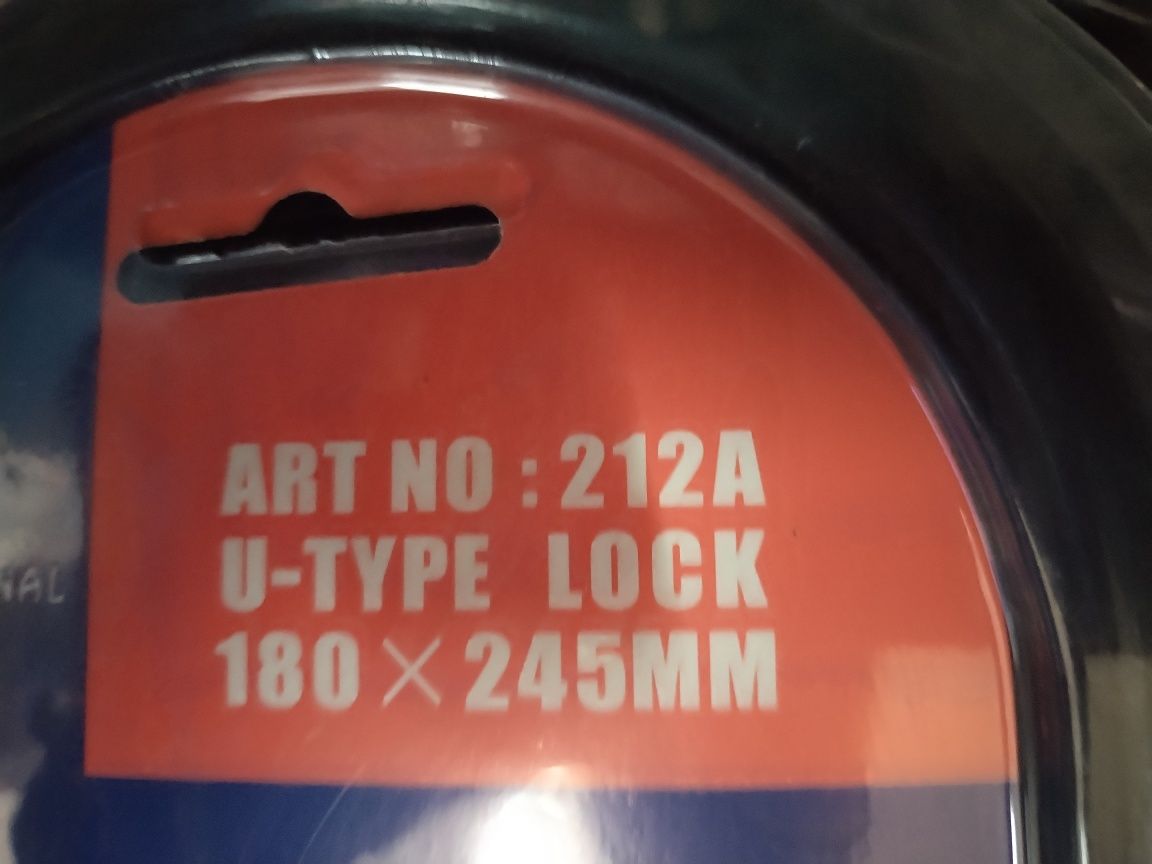 ART NO : 212A
U-TYPE LOCK
180 × 245MM